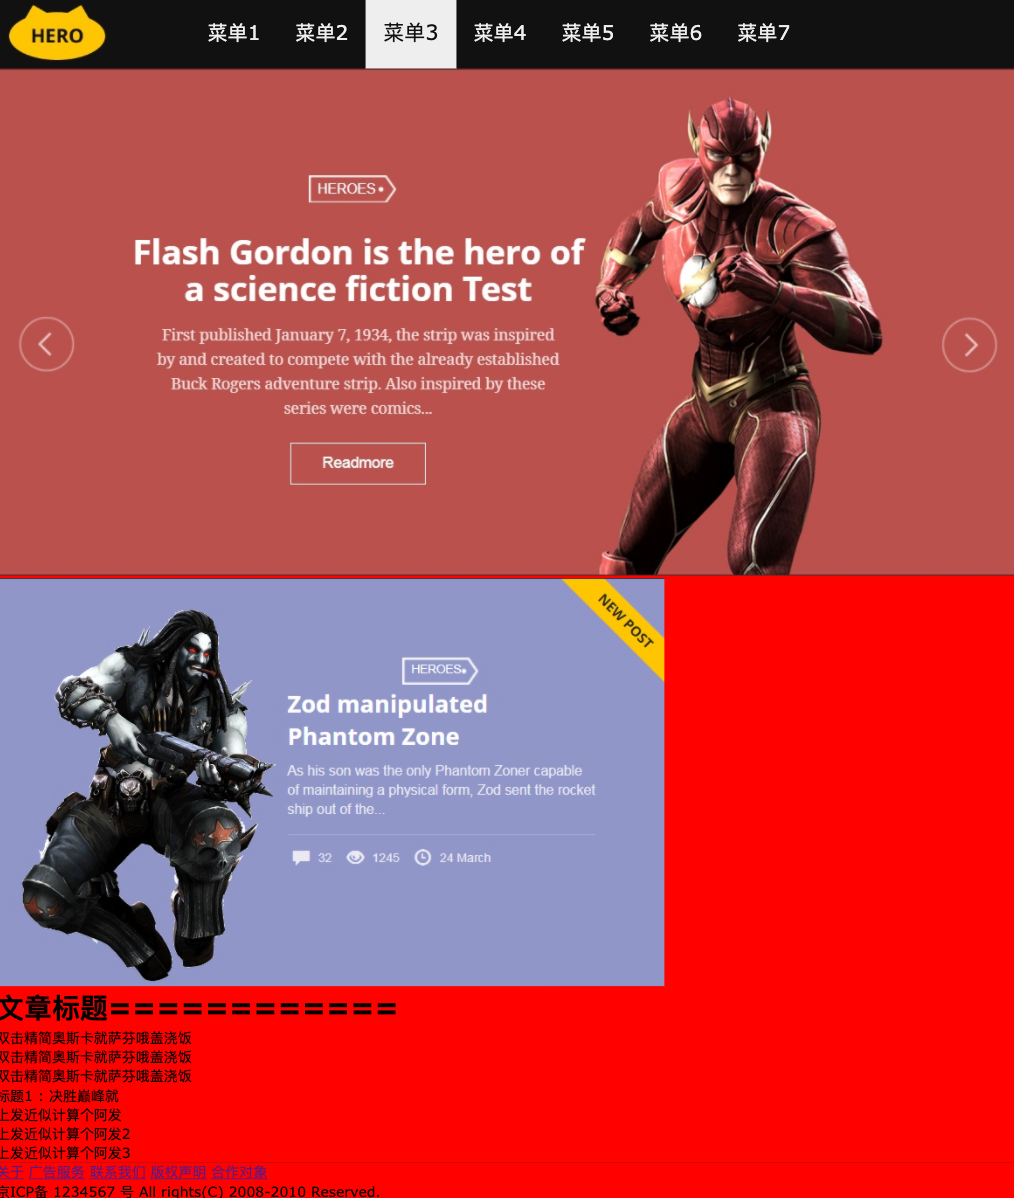 HERO
菜单1 菜单2 菜单3 菜单4 菜单5 菜单6 菜单7
HEROES
Flash Gordon is the hero of
a science fiction Test
First published January 7, 1934, the strip was inspired
by and created to compete with the already established
Buck Rogers adventure strip. Also inspired by these
series were comics...
Readmore
NEW POST
HEROES
Zod manipulated
Phantom Zone
As his son was the only Phantom Zoner capable
of maintaining a physical form, Zod sent the rocket
ship out of the...
32 1245 24 March
文章标题============
双击精简奥斯卡就萨芬哦盖浇饭
双击精简奥斯卡就萨芬哦盖浇饭
双击精简奥斯卡就萨芬哦盖浇饭
标题1：决胜巅峰就
上发近似计算个阿发
上发近似计算个阿发2
上发近似计算个阿发3
关于 广告服务 联系我们 版权声明 合作对象
京ICP备 1234567 号 All rights(C) 2008-2010 Reserved.